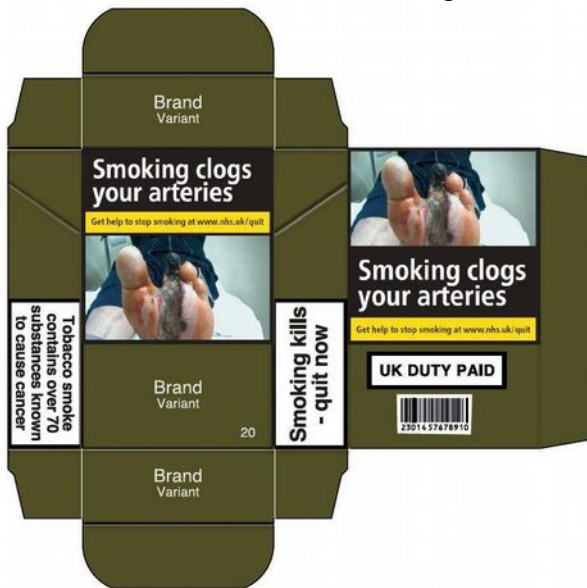 Brand
Variant
Smoking clogs
your arteries
Get help to stop smoking at www.nhs.uk/quit
Smoking clogs
your arteries
Get help to stop smoking at www.nhs.uk/quit
Tobacco smoke
contains over 70
substances known
to cause cancer
Brand
Variant
20
Smoking kills
- quit now
UK DUTY PAID
2301457678910
Brand
Variant